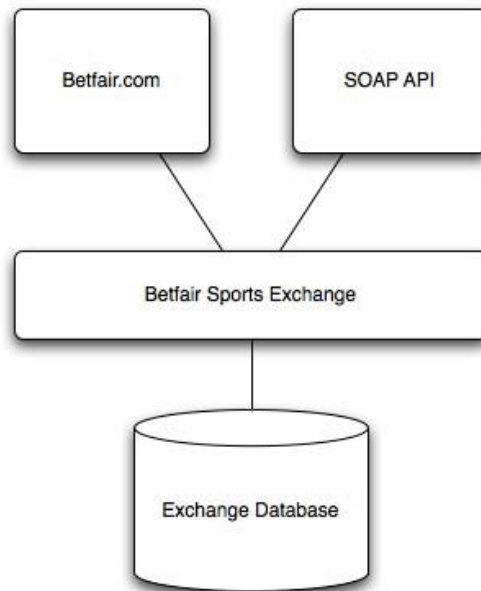 Betfair.com
SOAP API
Betfair Sports Exchange
Exchange Database